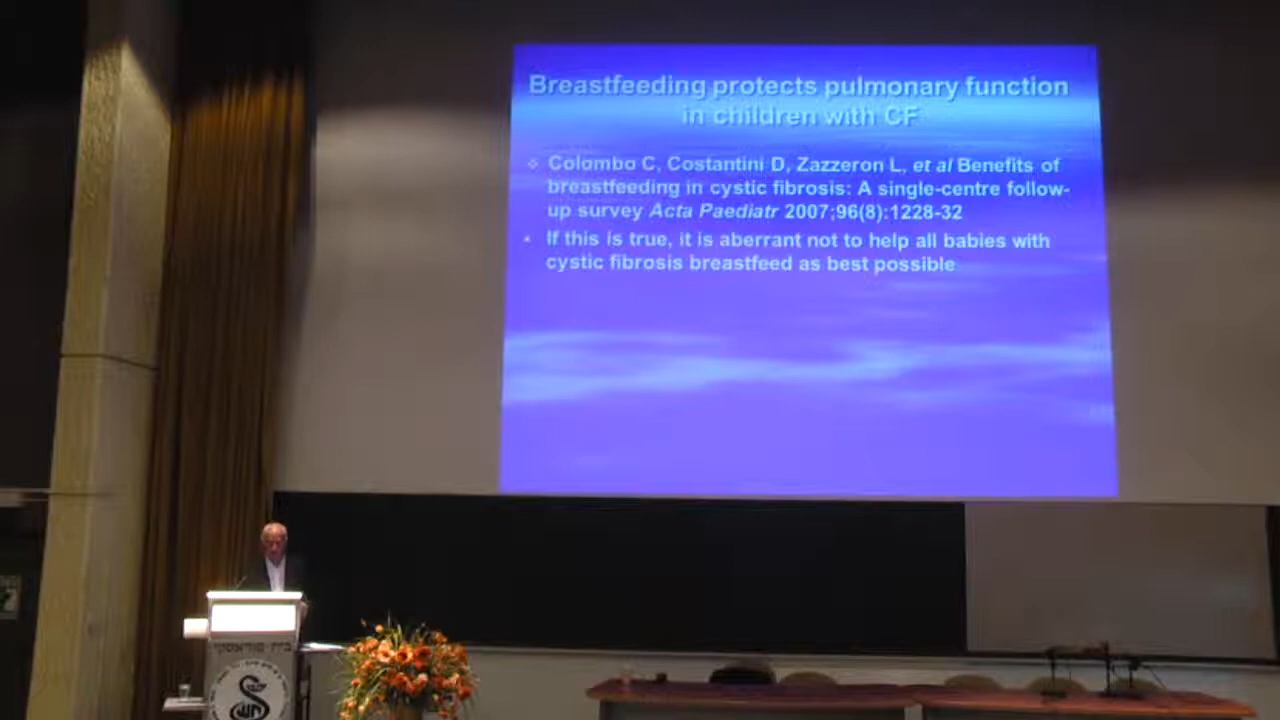 Breastfeeding protects pulmonary function
in children with CF
Colombo C, Costantini D, Zazzeron L, et al Benefits of
breastfeeding in cystic fibrosis: A single-centre follow-
up survey Acta Paediatr 2007;96(8):1228-32
If this is true, it is aberrant not to help all babies with
cystic fibrosis breastfeed as best possible
בית סוראסקי